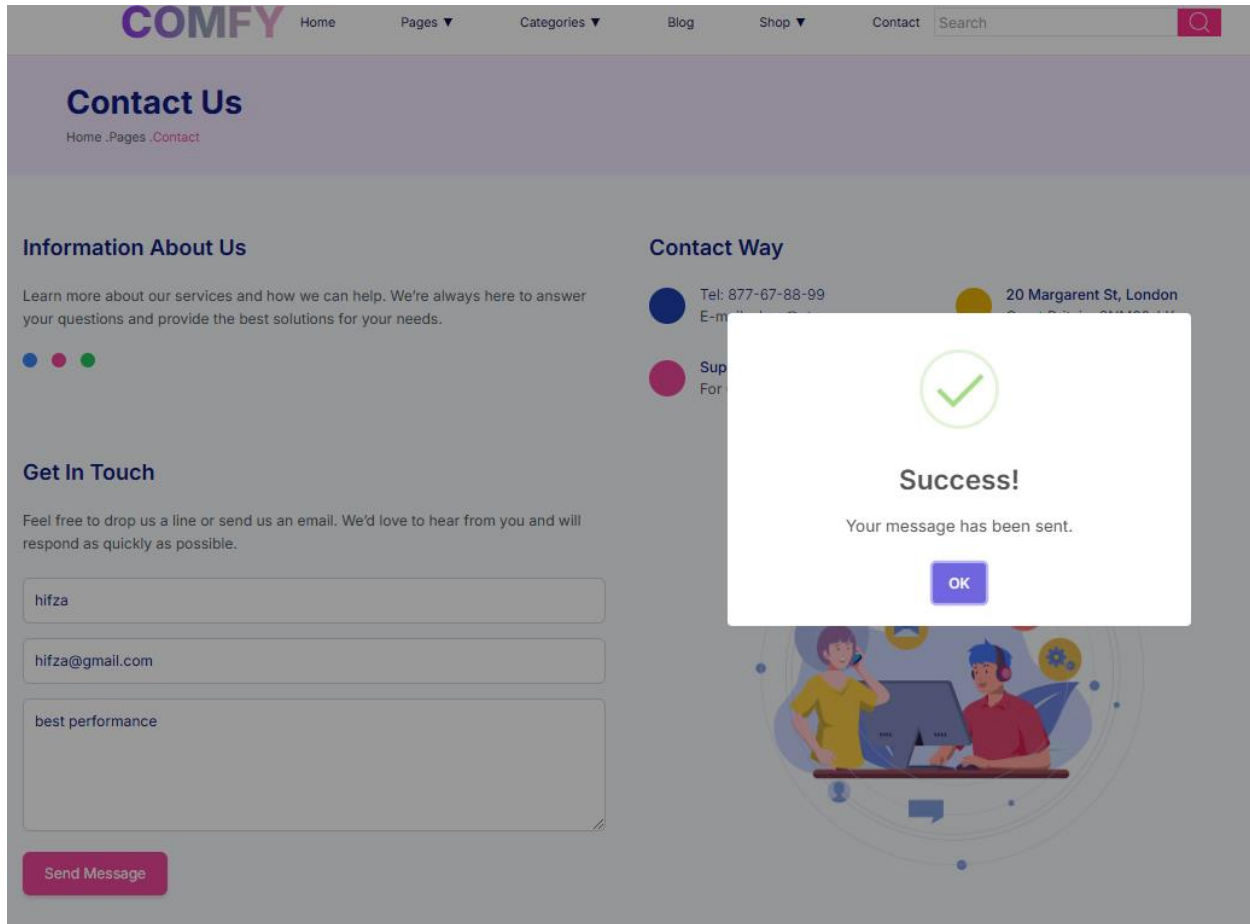 COMFY
Home Pages ▼ Categories ▼ Blog Shop ▼ Contact Search
Contact Us
Home .Pages .Contact
Information About Us
Learn more about our services and how we can help. We're always here to answer
your questions and provide the best solutions for your needs.
Contact Way
Tel: 877-67-88-99
20 Margarent St, London
For
Get In Touch
Feel free to drop us a line or send us an email. We'd love to hear from you and will
respond as quickly as possible.
hifza
hifza@gmail.com
best performance
Send Message
Success!
Your message has been sent.
OK